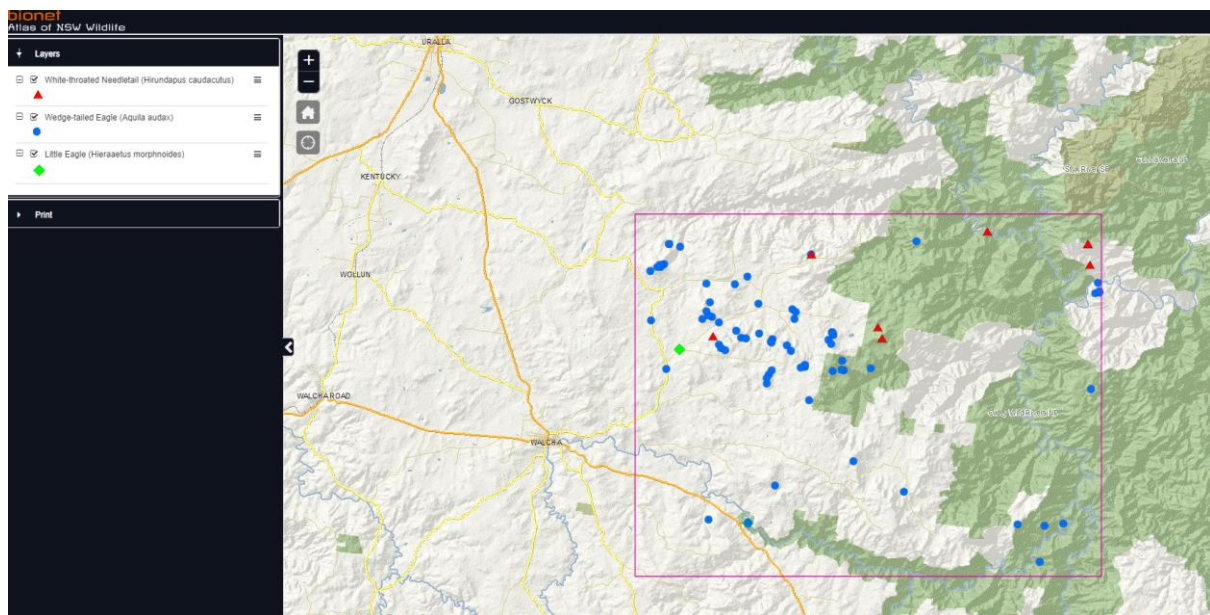 bionet
Atlas of NSW Wildlife
Layers
White-throated Needletail (Hirundapus caudacutus)
Wedge-tailed Eagle (Aquila audax)
Little Eagle (Hieraaetus morphnoides)
Print
+
−
URALLA
GOSTWYCK
KENTUCKY
WOLLUN
WALCHA ROAD
WALCHA